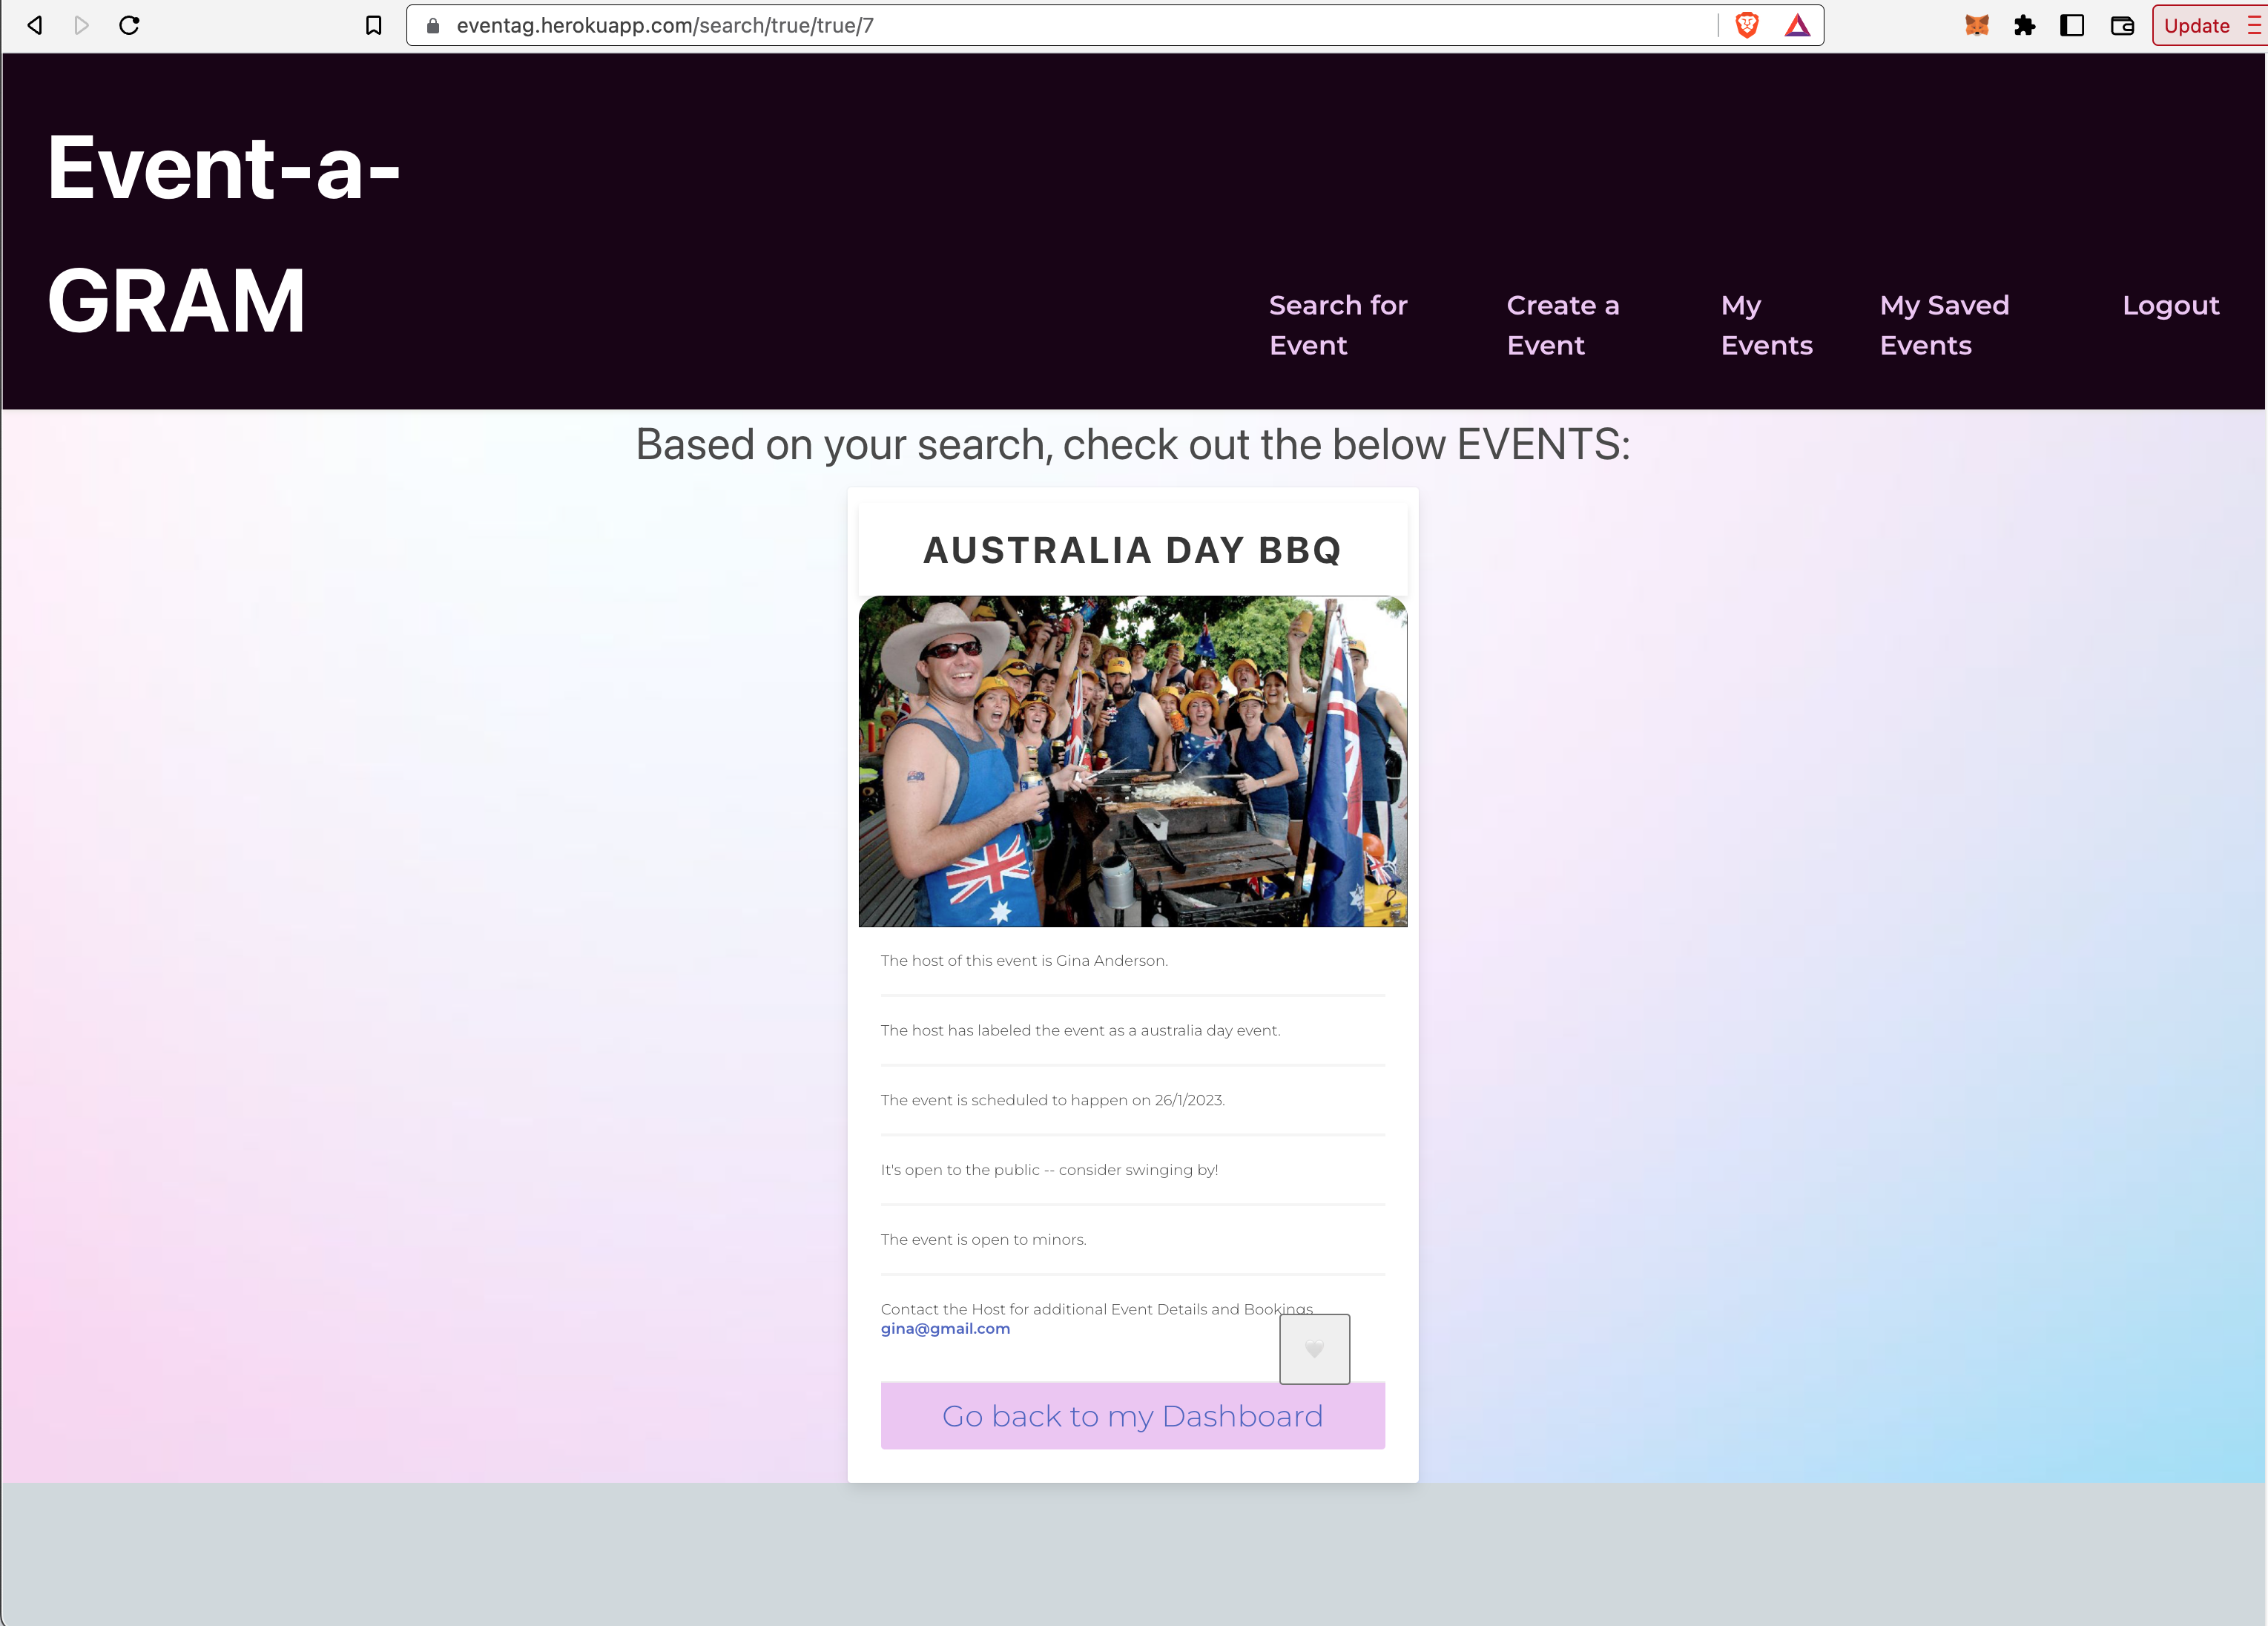 eventag.herokuapp.com/search/true/true/7
Update
Event-a-
GRAM
Search for
Event
Create a
Event
My
Events
My Saved
Events
Logout
Based on your search, check out the below EVENTS:
AUSTRALIA DAY BBQ
The host of this event is Gina Anderson.
The host has labeled the event as a australia day event.
The event is scheduled to happen on 26/1/2023.
It's open to the public -- consider swinging by!
The event is open to minors.
Contact the Host for additional Event Details and Bookings
gina@gmail.com
Go back to my Dashboard